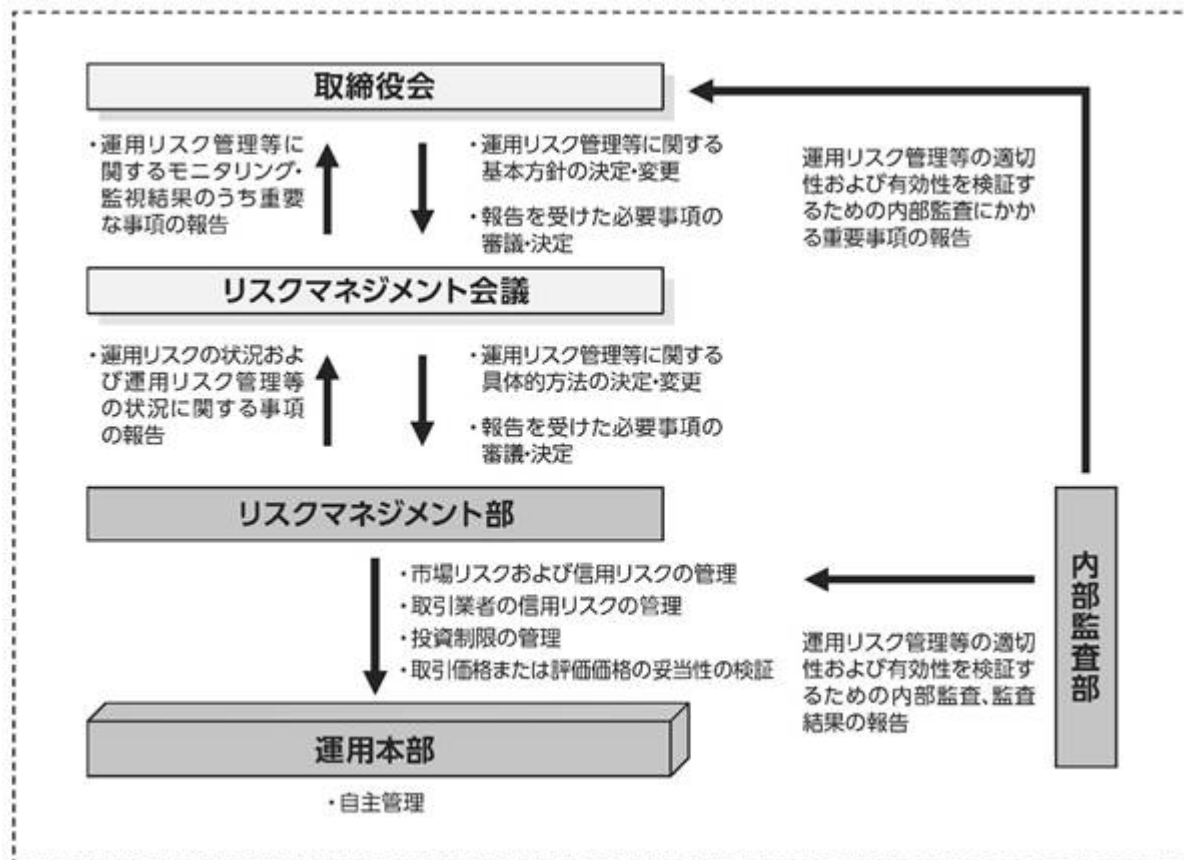 取締役会
・運用リスク管理等に
関するモニタリング・
監視結果のうち重要
な事項の報告
・運用リスク管理等に関する
基本方針の決定・変更
・報告を受けた必要事項の
審議・決定
運用リスク管理等の適切
性および有効性を検証す
るための内部監査にかか
る重要事項の報告
リスクマネジメント会議
・運用リスクの状況およ
び運用リスク管理等
の状況に関する事項
の報告
・運用リスク管理等に関する
具体的方法の決定・変更
・報告を受けた必要事項の
審議・決定
リスクマネジメント部
・市場リスクおよび信用リスクの管理
・取引業者の信用リスクの管理
・投資制限の管理
・取引価格または評価価格の妥当性の検証
内部監査部
運用リスク管理等の適切
性および有効性を検証す
るための内部監査、監査
結果の報告
運用本部
・自主管理